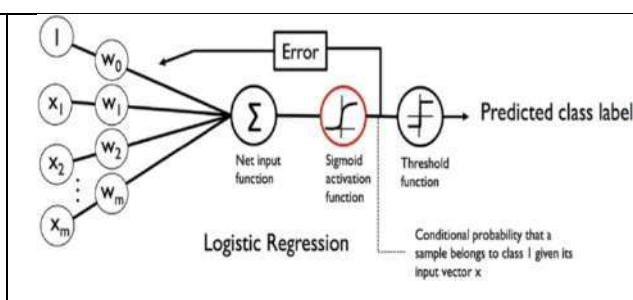 1
w0
Error
x1
w1
Σ
Predicted class label
x2
w2
Net input
function
Sigmoid
activation
function
Threshold
function
⋮
wm
xm
Logistic Regression
Conditional probability that a
sample belongs to class 1 given its
input vector x